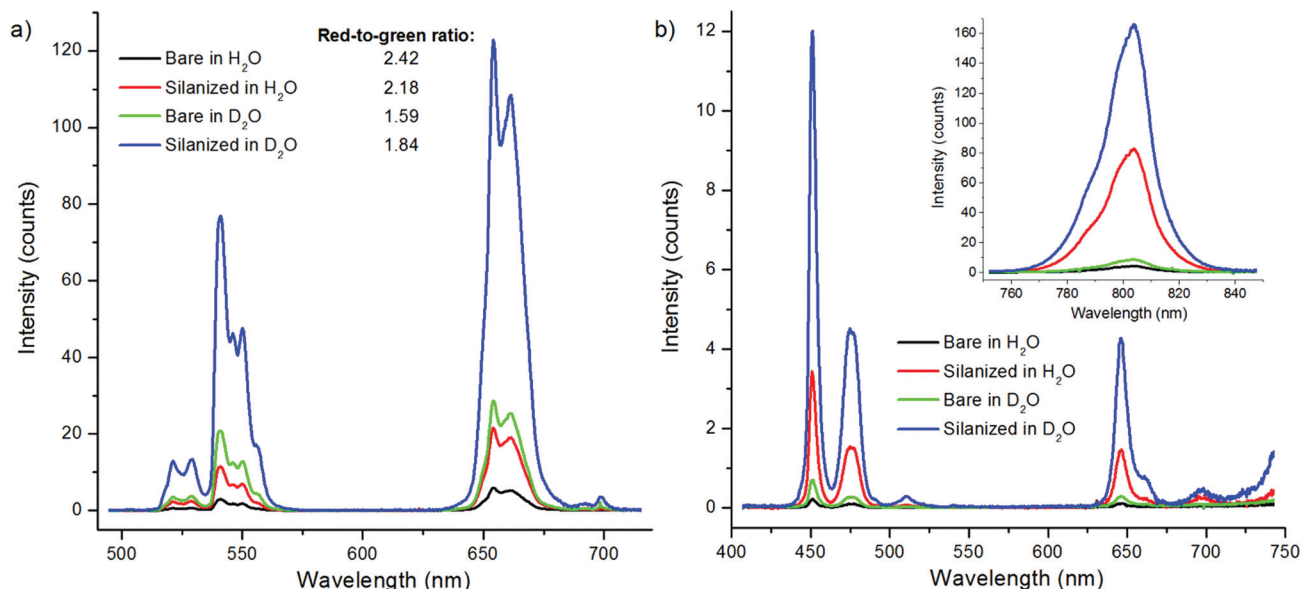 a)
Red-to-green ratio:
Bare in H₂O 2.42
Silanized in H₂O 2.18
Bare in D₂O 1.59
Silanized in D₂O 1.84
120
100
80
60
40
20
0
Intensity (counts)
500 550 600 650 700
Wavelength (nm)
b)
12
10
8
6
4
2
0
Intensity (counts)
160
140
120
100
80
60
40
20
0
Intensity (counts)
760 780 800 820 840
Wavelength (nm)
Bare in H₂O
Silanized in H₂O
Bare in D₂O
Silanized in D₂O
400 450 500 550 600 650 700 750
Wavelength (nm)